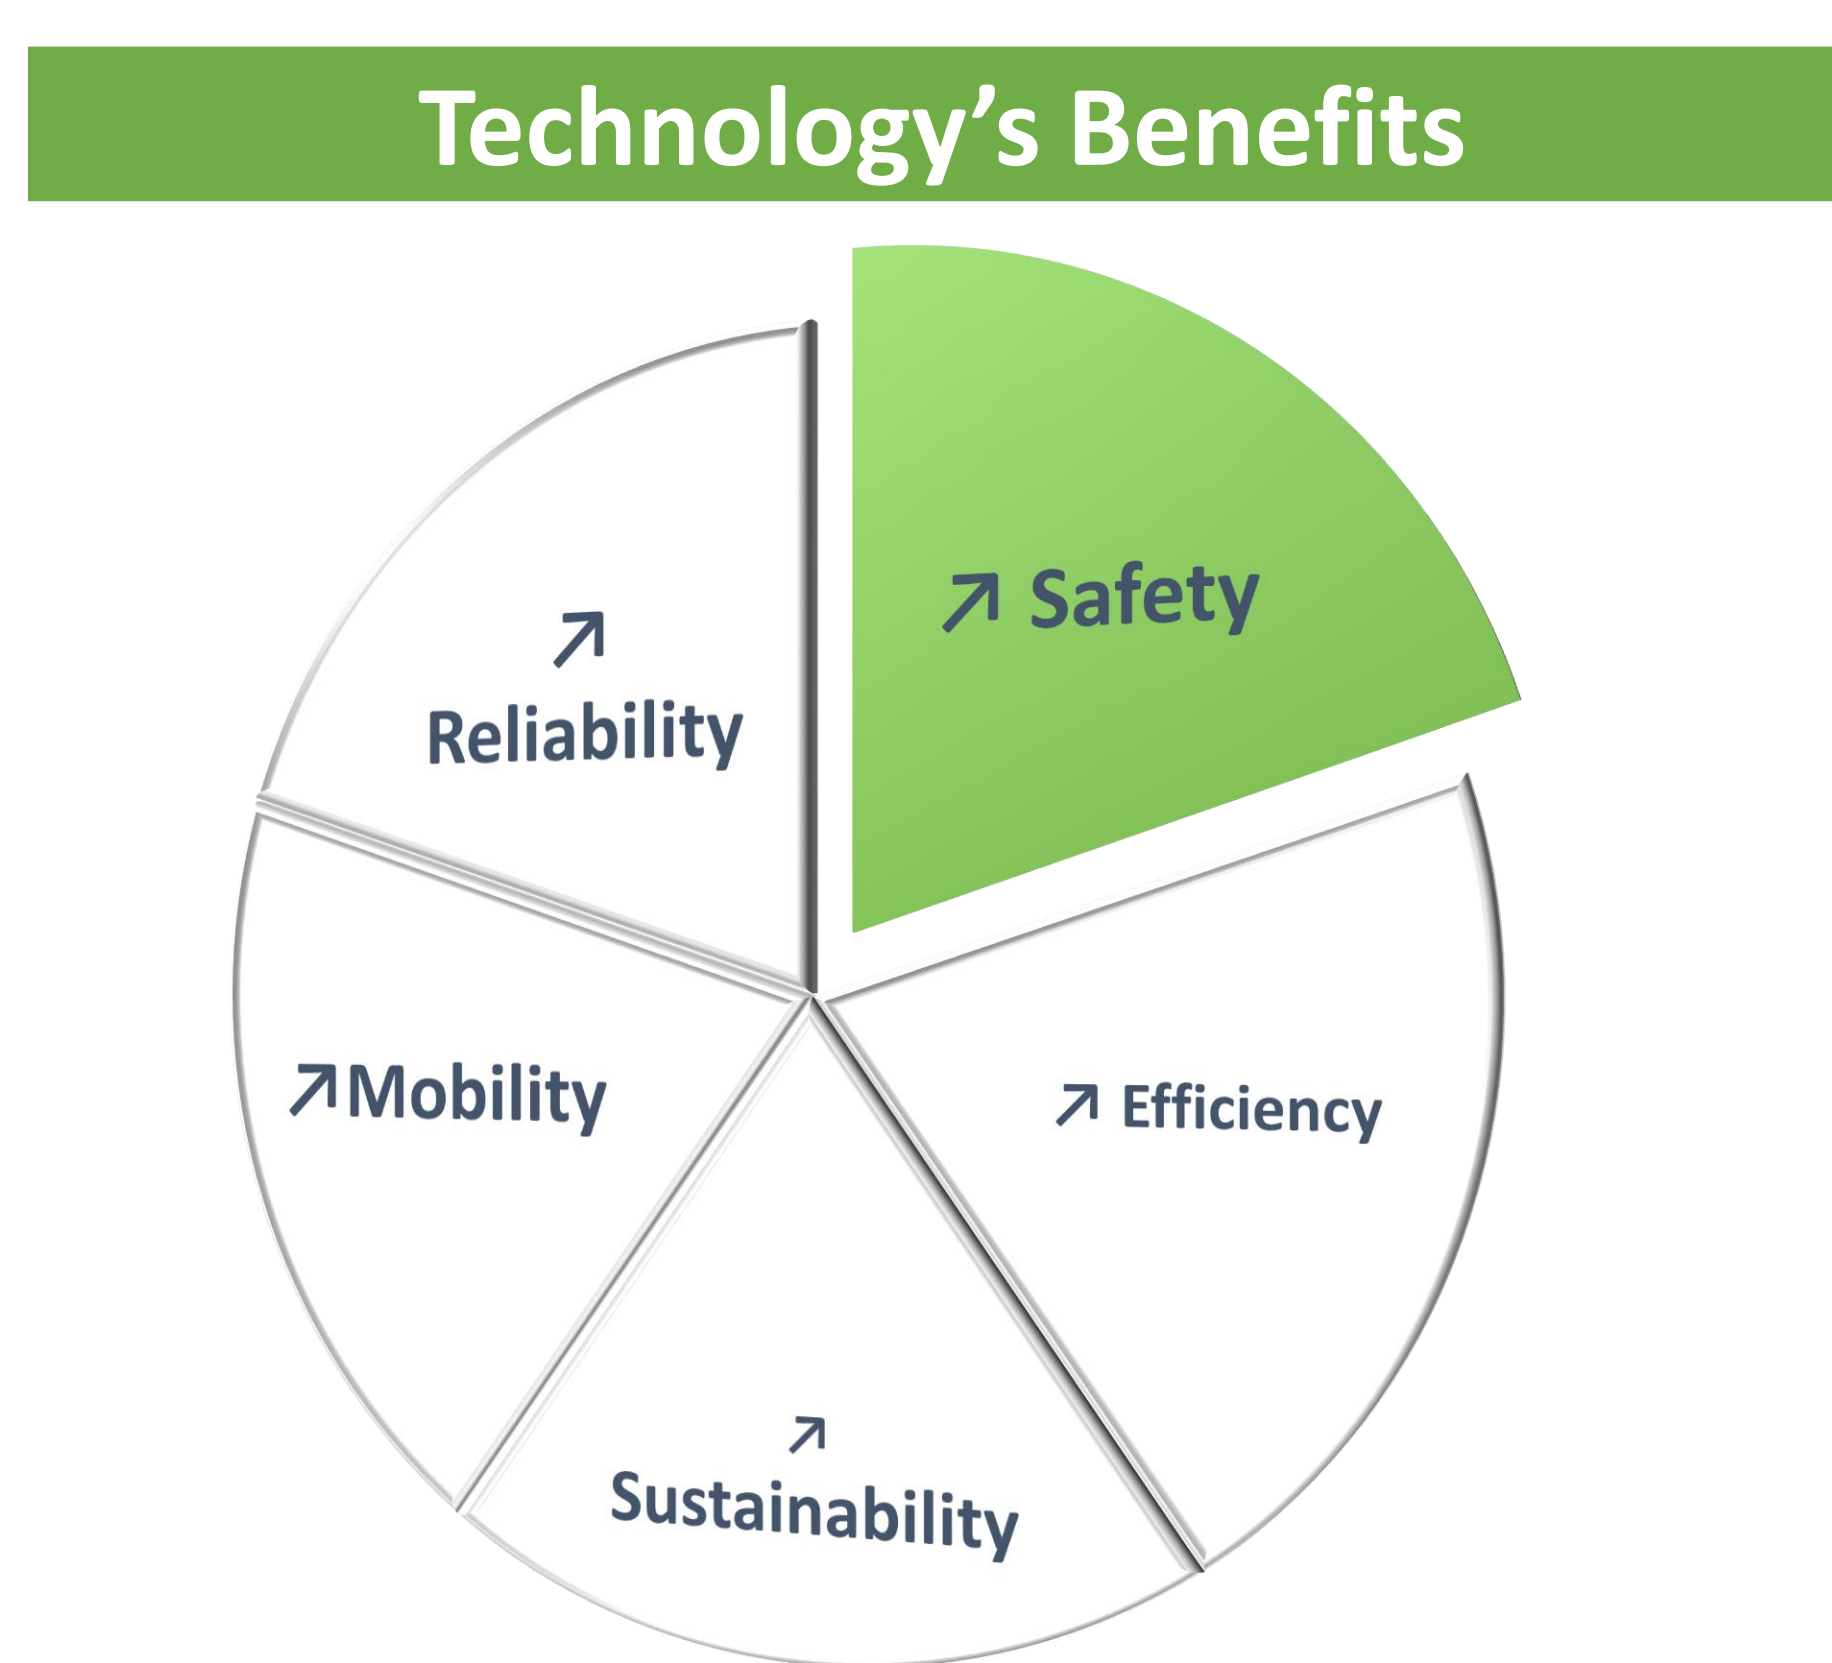 Technology’s Benefits
↗ Safety
↗
Reliability
↗Mobility
↗ Efficiency
↗
Sustainability